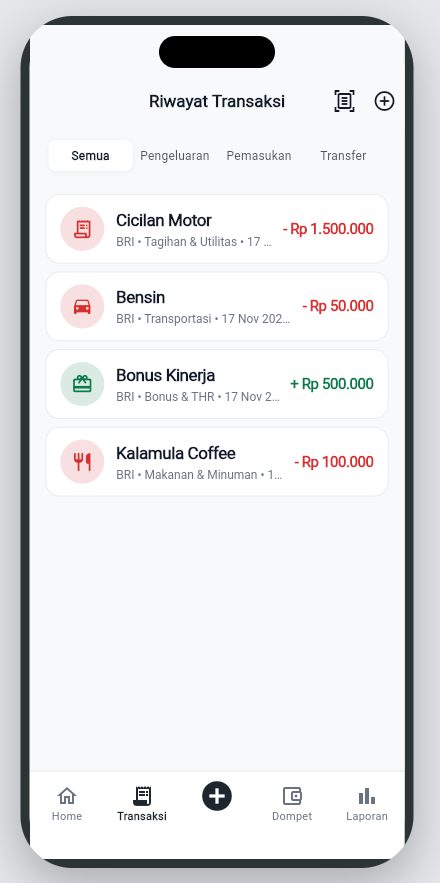 Riwayat Transaksi
Semua Pengeluaran Pemasukan Transfer
Cicilan Motor
- Rp 1.500.000
BRI • Tagihan & Utilitas • 17 ...
Bensin
- Rp 50.000
BRI • Transportasi • 17 Nov 202...
Bonus Kinerja
+ Rp 500.000
BRI • Bonus & THR • 17 Nov 2...
Kalamula Coffee
- Rp 100.000
BRI • Makanan & Minuman • 1...
Home Transaksi Dompet Laporan